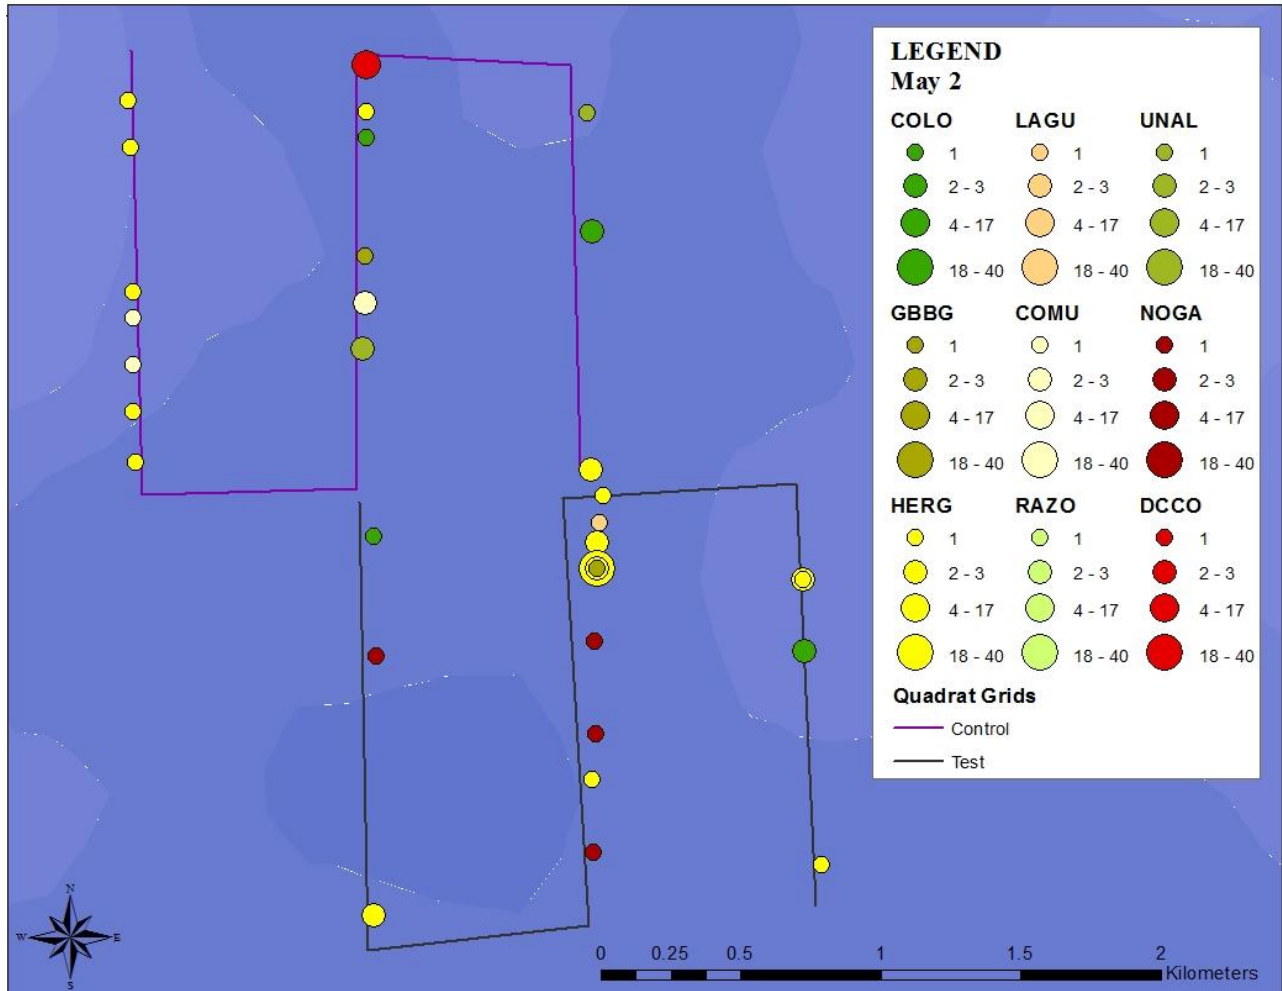 LEGEND
May 2
COLO LAGU UNAL
1 1 1
2 - 3 2 - 3 2 - 3
4 - 17 4 - 17 4 - 17
18 - 40 18 - 40 18 - 40
GBBG COMU NOGA
1 1 1
2 - 3 2 - 3 2 - 3
4 - 17 4 - 17 4 - 17
18 - 40 18 - 40 18 - 40
HERG RAZO DCCO
1 1 1
2 - 3 2 - 3 2 - 3
4 - 17 4 - 17 4 - 17
18 - 40 18 - 40 18 - 40
Quadrat Grids
Control
Test
N
W E
S
0 0.25 0.5 1 1.5 2
Kilometers